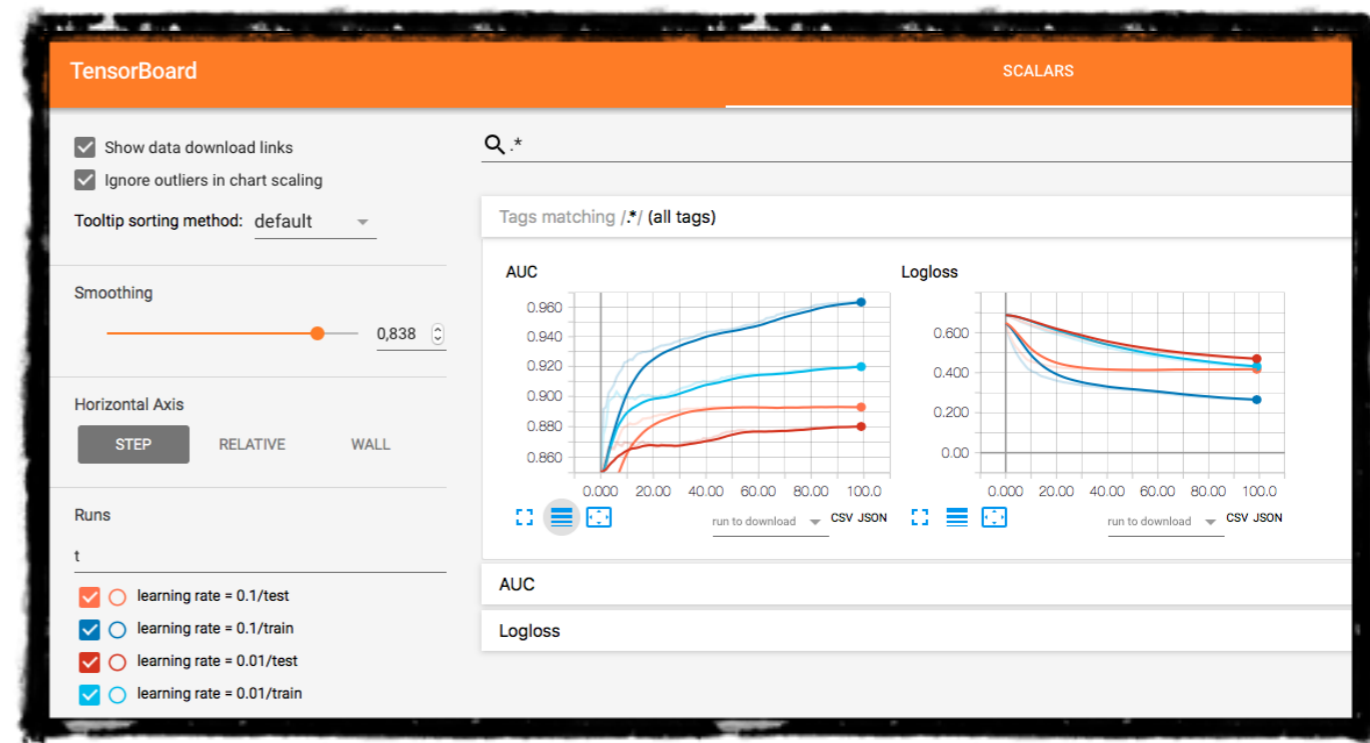 TensorBoard
SCALARS
Show data download links
Ignore outliers in chart scaling
Tooltip sorting method: default
Smoothing
0,838
Horizontal Axis
STEP RELATIVE WALL
Runs
t
learning rate = 0.1/test
learning rate = 0.1/train
learning rate = 0.01/test
learning rate = 0.01/train
.*
Tags matching /.*/ (all tags)
AUC
0.960
0.940
0.920
0.900
0.880
0.860
0.000 20.00 40.00 60.00 80.00 100.0
run to download CSV JSON
Logloss
0.600
0.400
0.200
0.00
0.000 20.00 40.00 60.00 80.00 100.0
run to download CSV JSON
AUC
Logloss